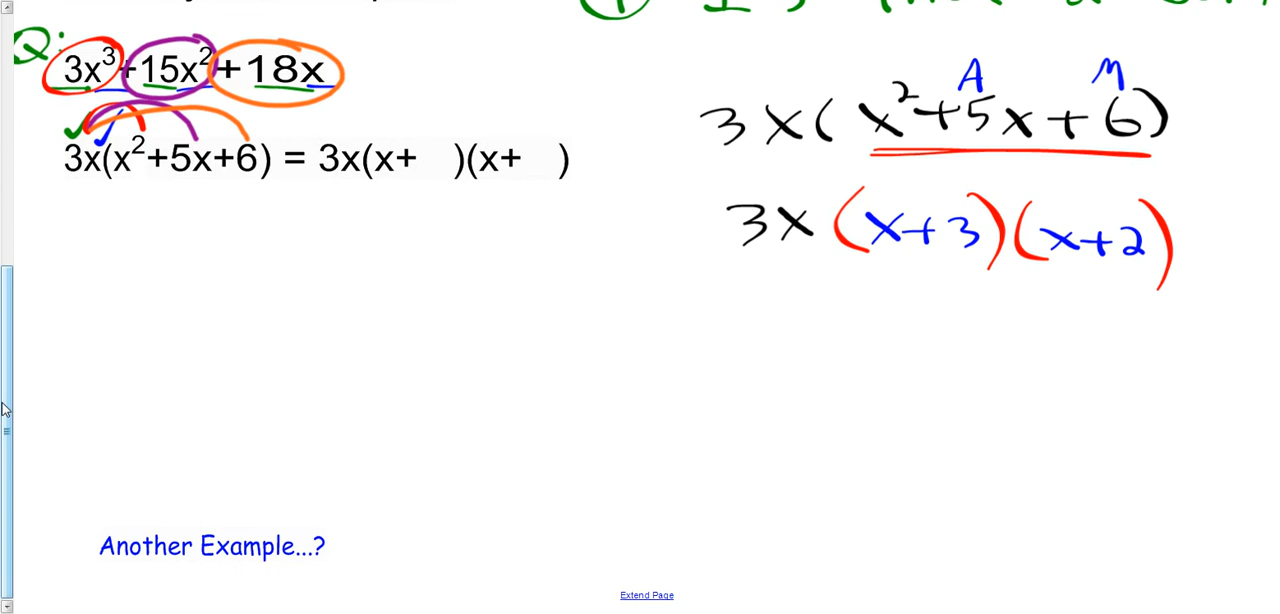 Q:
3x³+15x²+18x
3x(x²+5x+6) = 3x(x+ )(x+ )
A M
3x(x²+5x+6)
3x(x+3)(x+2)
Another Example...?
Extend Page